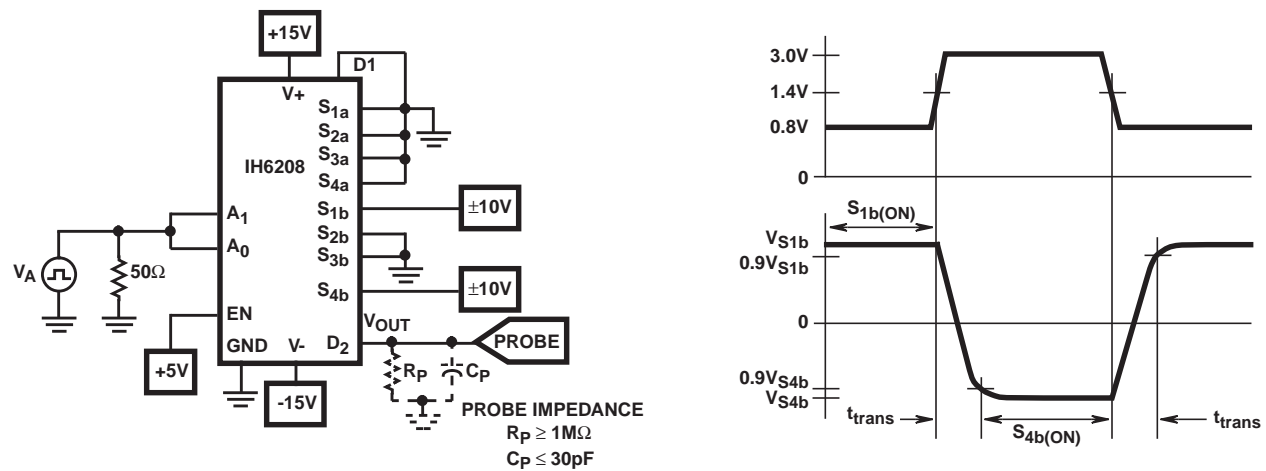 +15V
D1
V+
S1a
S2a
IH6208
S3a
S4a
A1
S1b
±10V
A0
S2b
S3b
VA
50Ω
S4b
±10V
EN
VOUT
GND
V-
D2
PROBE
+5V
-15V
RP
CP
PROBE IMPEDANCE
RP ≥ 1MΩ
CP ≤ 30pF
3.0V
1.4V
0.8V
0
S1b(ON)
VS1b
0.9VS1b
0
0.9VS4b
VS4b
ttrans
S4b(ON)
ttrans